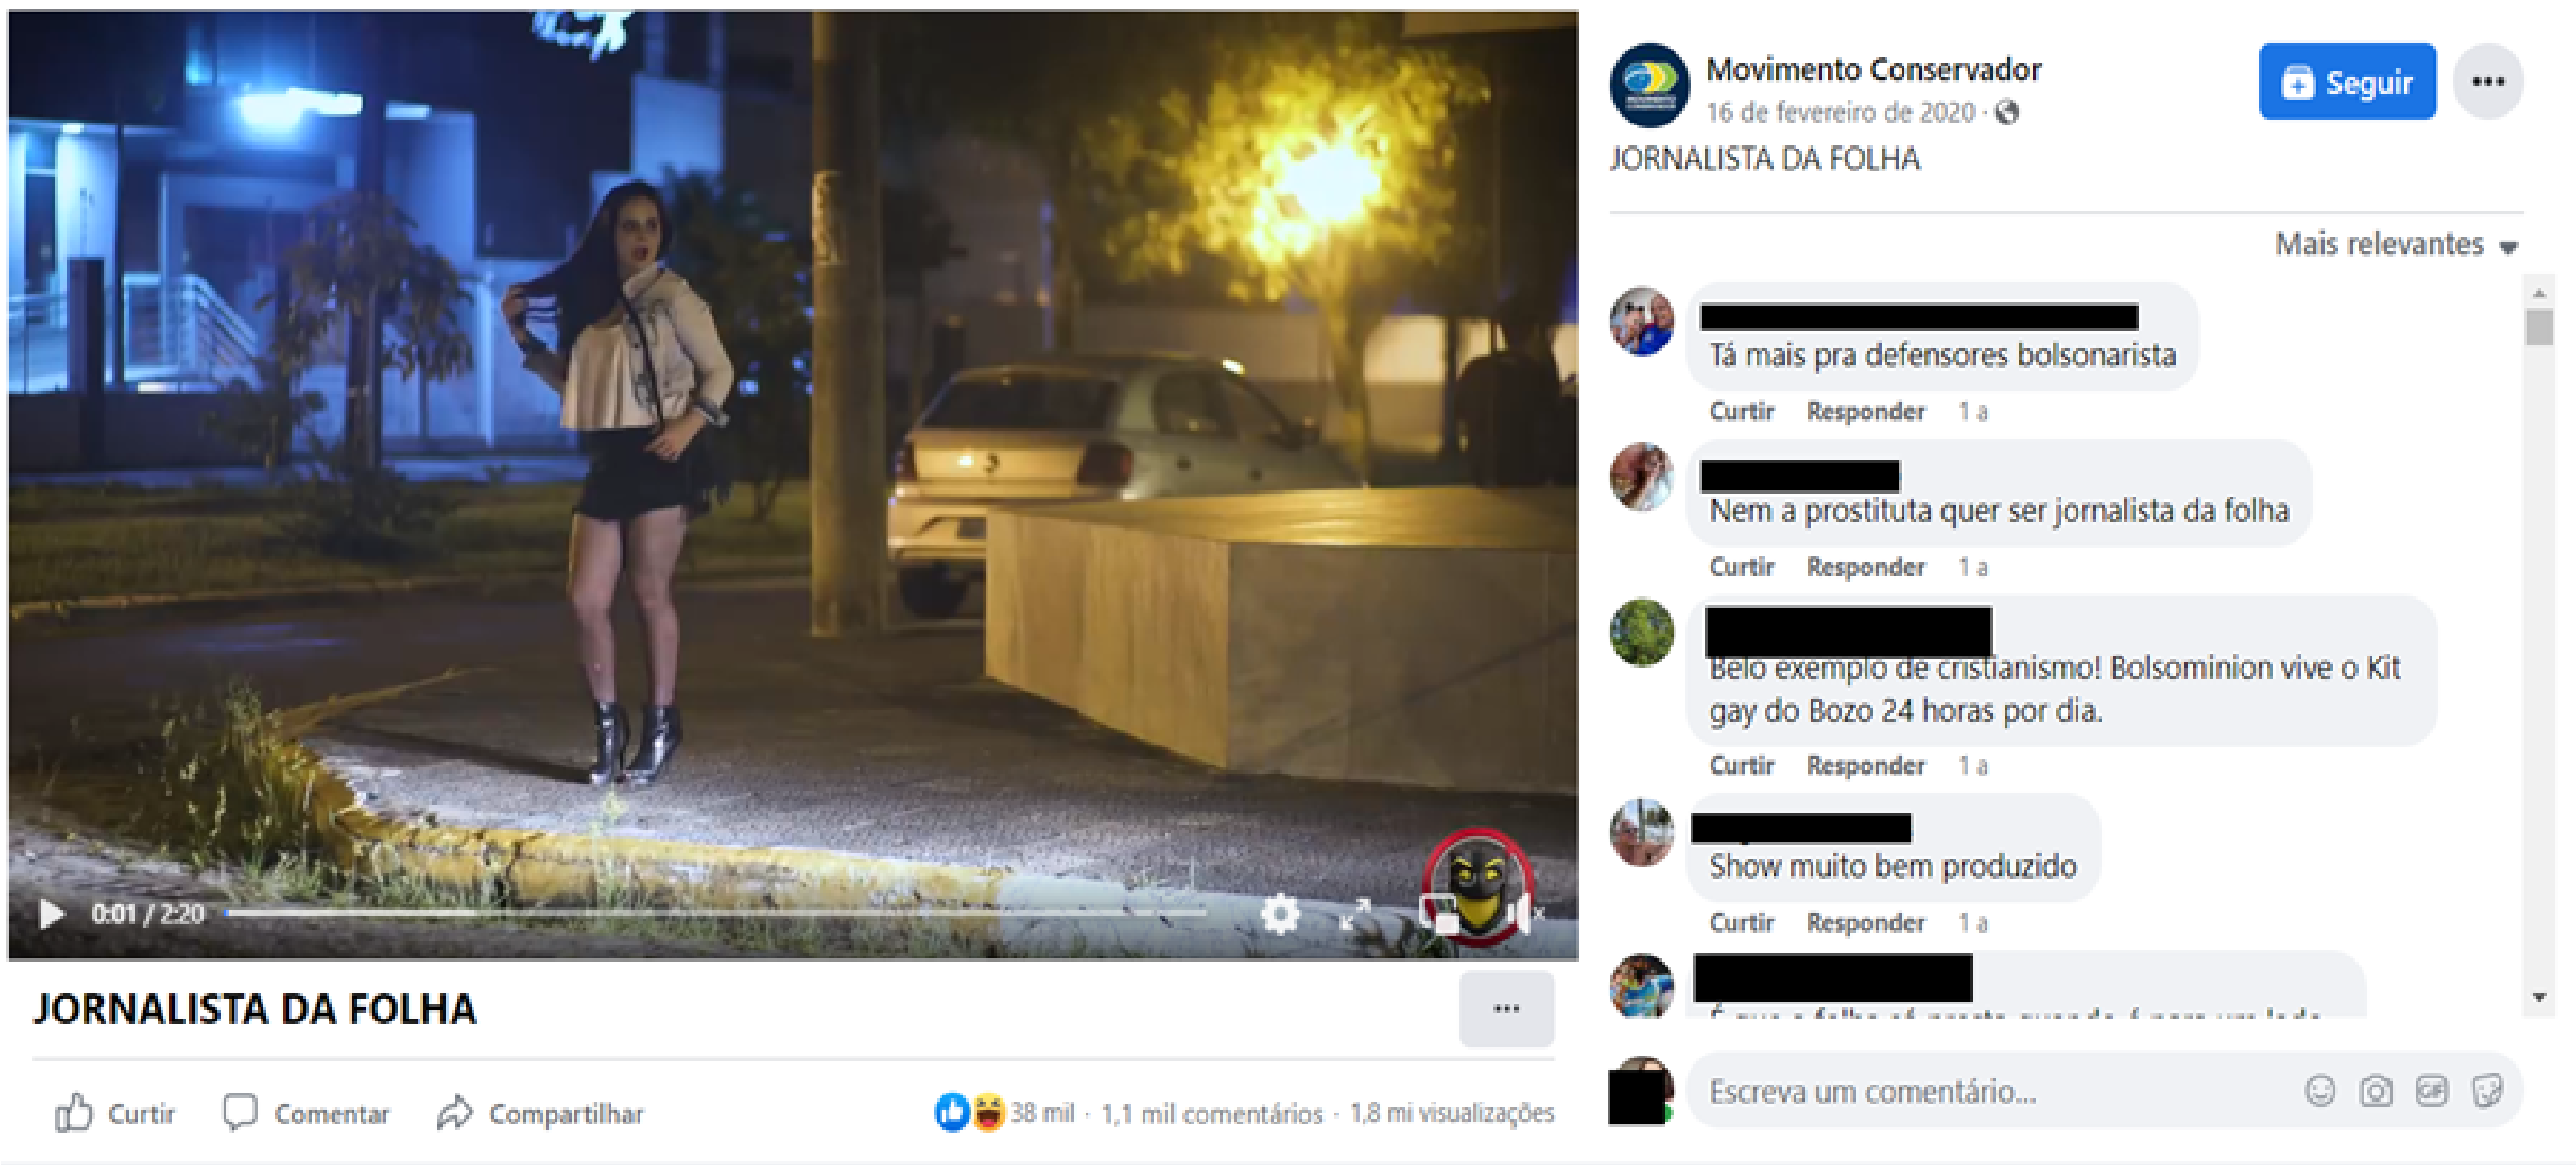 Movimento Conservador
16 de fevereiro de 2020 ·
Seguir
JORNALISTA DA FOLHA
Mais relevantes
Tá mais pra defensores bolsonarista
Curtir Responder 1 a
Nem a prostituta quer ser jornalista da folha
Curtir Responder 1 a
Belo exemplo de cristianismo! Bolsominion vive o Kit
gay do Bozo 24 horas por dia.
Curtir Responder 1 a
Show muito bem produzido
Curtir Responder 1 a
Escreva um comentário...
GIF
0:01 / 2:20
JORNALISTA DA FOLHA
Curtir Comentar Compartilhar
38 mil · 1,1 mil comentários · 1,8 mi visualizações